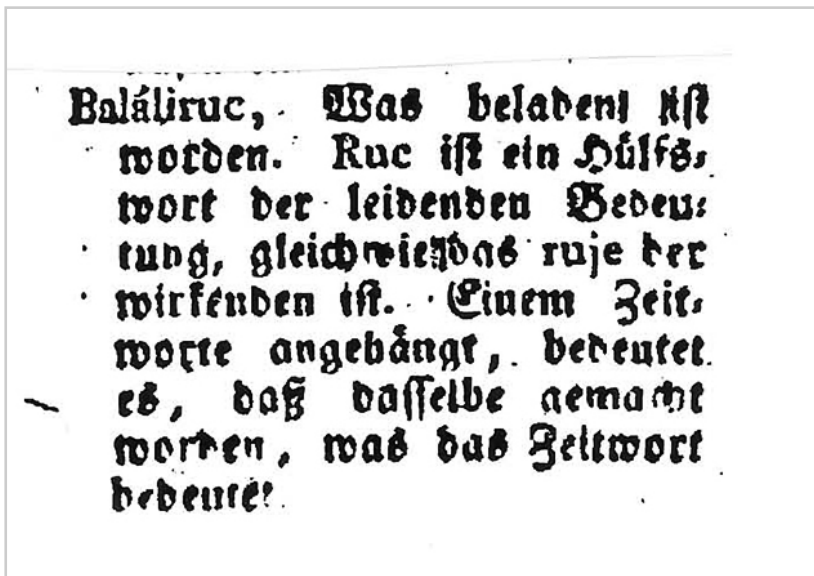 Baláliruc, Was beladen ist
worden. Ruc ist ein Hülfs-
wort der leidenden Bedeu-
tung, gleichwie das ruje der
wirkenden ist. Einem Zeit-
worte angehängt, bedeutet
es, daß dasselbe gemacht
worden, was das Zeitwort
bedeutet.